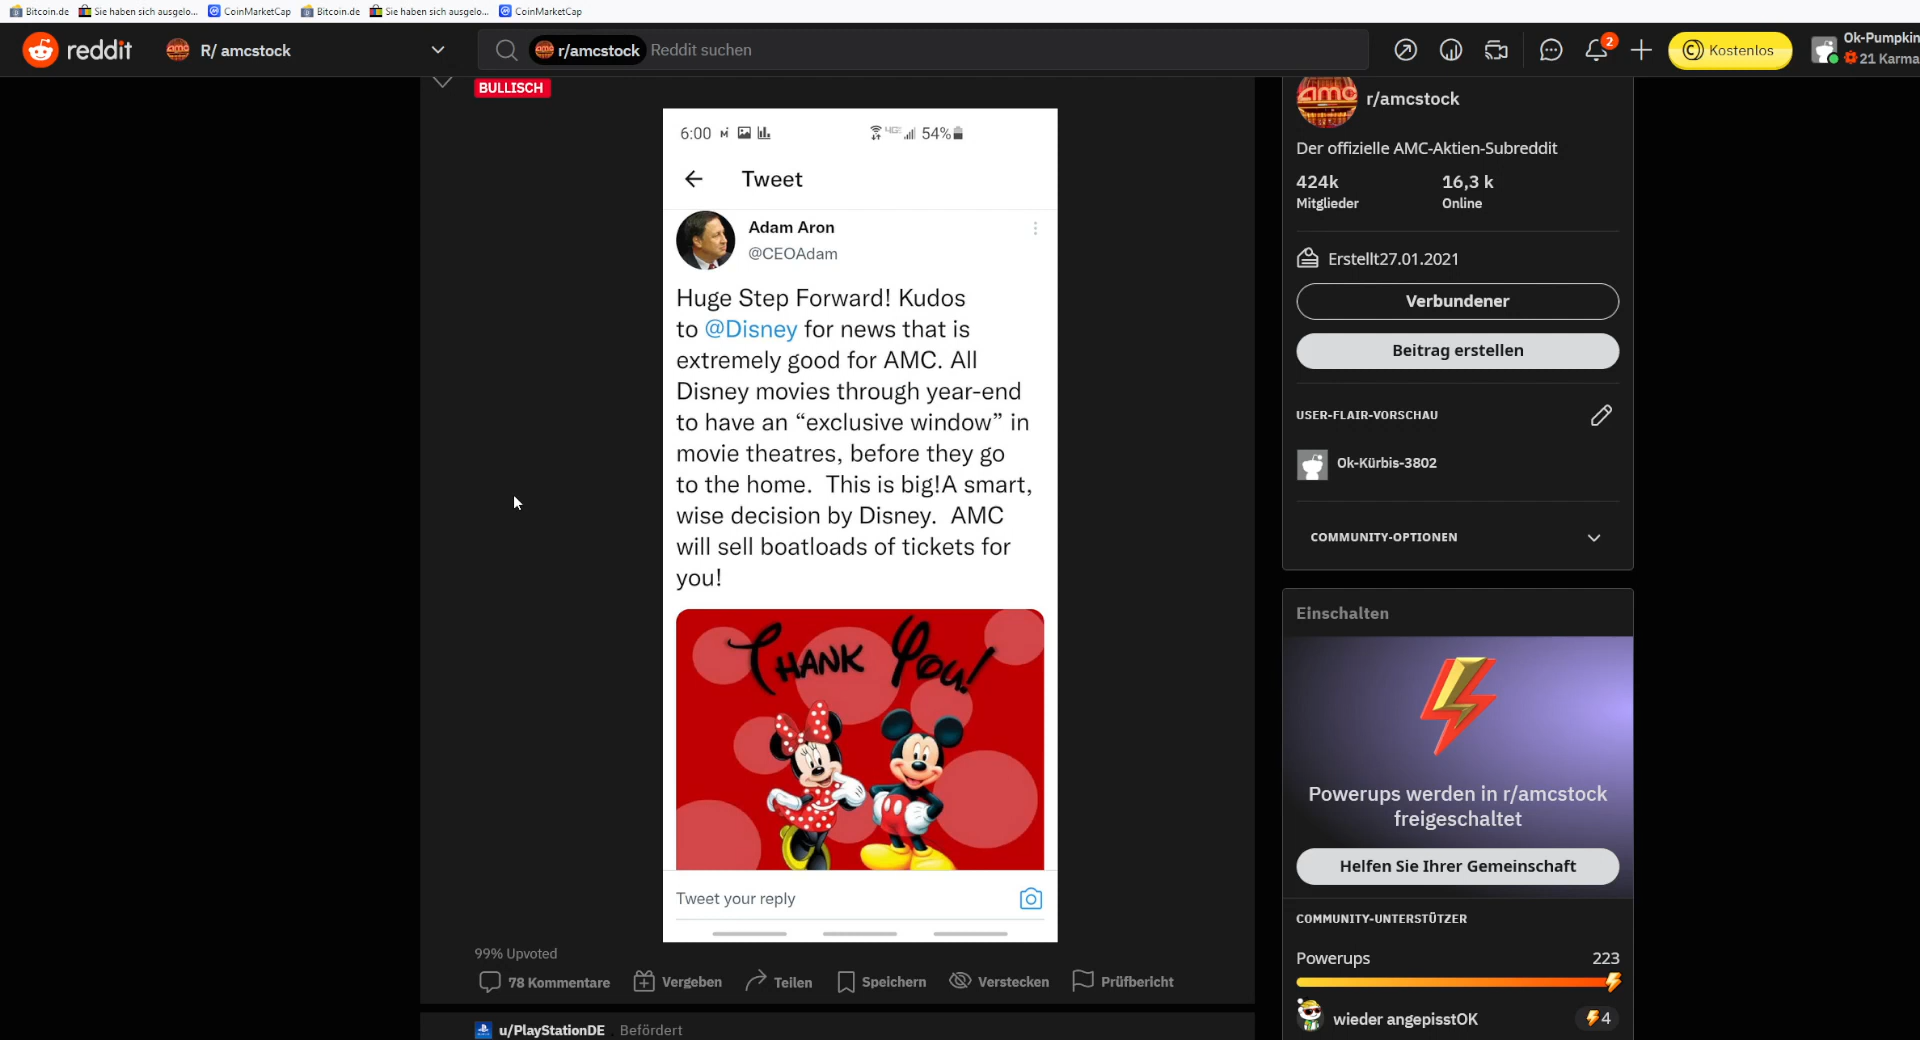 Bitcoin.de Sie haben sich ausgelo... CoinMarketCap Bitcoin.de Sie haben sich ausgelo... CoinMarketCap
reddit R/ amcstock r/amcstock Reddit suchen 2 Kostenlos Ok-Pumpkin
21 Karma
BULLISCH
6:00 54%
Tweet
Adam Aron
@CEOAdam
Huge Step Forward! Kudos
to @Disney for news that is
extremely good for AMC. All
Disney movies through year-end
to have an “exclusive window” in
movie theatres, before they go
to the home. This is big!A smart,
wise decision by Disney. AMC
will sell boatloads of tickets for
you!
THANK YOU!
Tweet your reply
99% Upvoted
78 Kommentare Vergeben Teilen Speichern Verstecken Prüfbericht
u/PlayStationDE Befördert
amc r/amcstock
Der offizielle AMC-Aktien-Subreddit
424k 16,3 k
Mitglieder Online
Erstellt27.01.2021
Verbundener
Beitrag erstellen
USER-FLAIR-VORSCHAU
Ok-Kürbis-3802
COMMUNITY-OPTIONEN
Einschalten
Powerups werden in r/amcstock
freigeschaltet
Helfen Sie Ihrer Gemeinschaft
COMMUNITY-UNTERSTÜTZER
Powerups 223
wieder angepisstOK 4